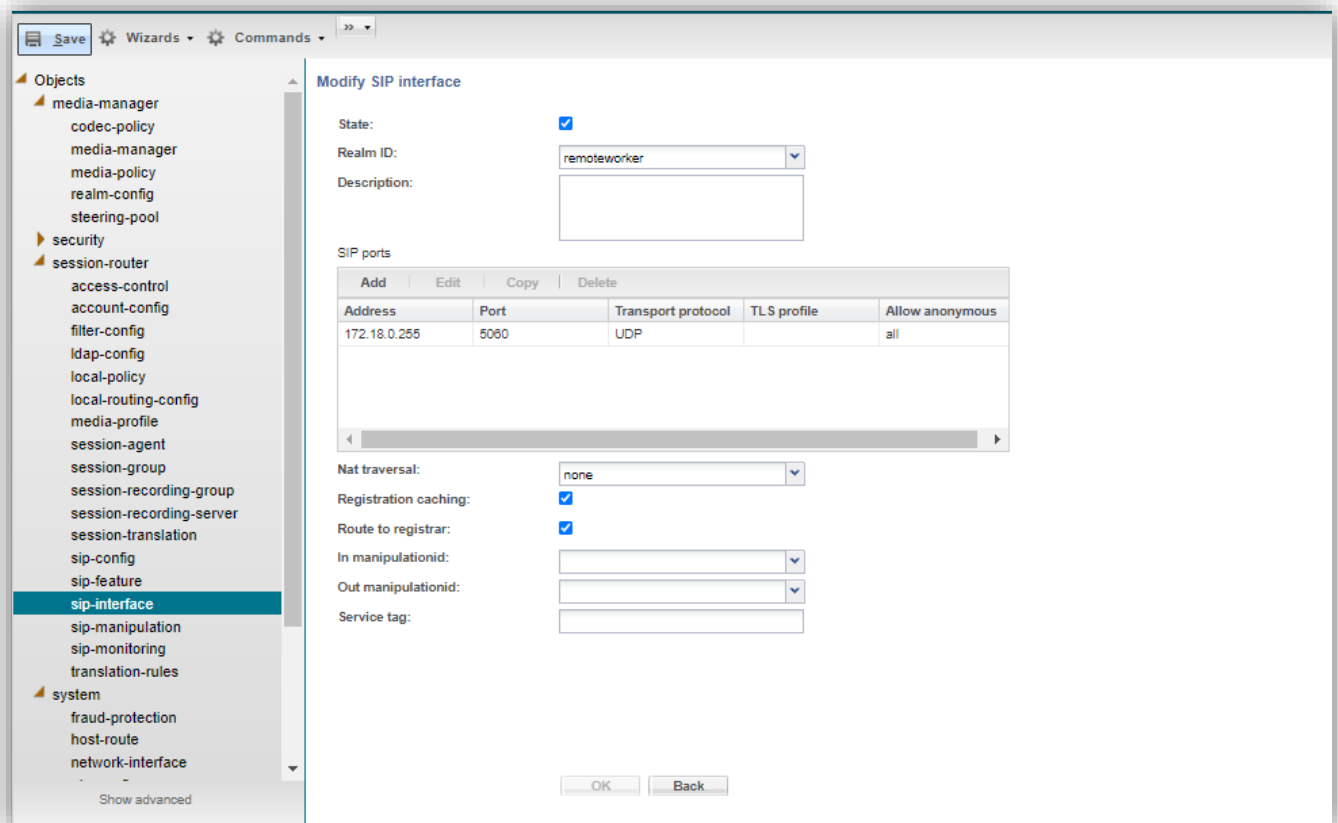 Save Wizards Commands »
Objects
media-manager
codec-policy
media-manager
media-policy
realm-config
steering-pool
security
session-router
access-control
account-config
filter-config
ldap-config
local-policy
local-routing-config
media-profile
session-agent
session-group
session-recording-group
session-recording-server
session-translation
sip-config
sip-feature
sip-interface
sip-manipulation
sip-monitoring
translation-rules
system
fraud-protection
host-route
network-interface
Show advanced
Modify SIP interface
State:
Realm ID: remoteworker
Description:
SIP ports
Add Edit Copy Delete
Address Port Transport protocol TLS profile Allow anonymous
172.18.0.255 5060 UDP all
Nat traversal: none
Registration caching:
Route to registrar:
In manipulationid:
Out manipulationid:
Service tag:
OK Back